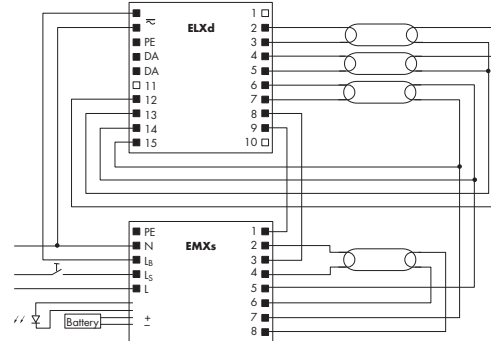 1
ELXd 2
PE 3
DA 4
DA 5
11 6
12 7
13 8
14 9
15 10
PE 1
N EMXs 2
LB 3
LS 4
L 5
6
+ 7
Battery − 8